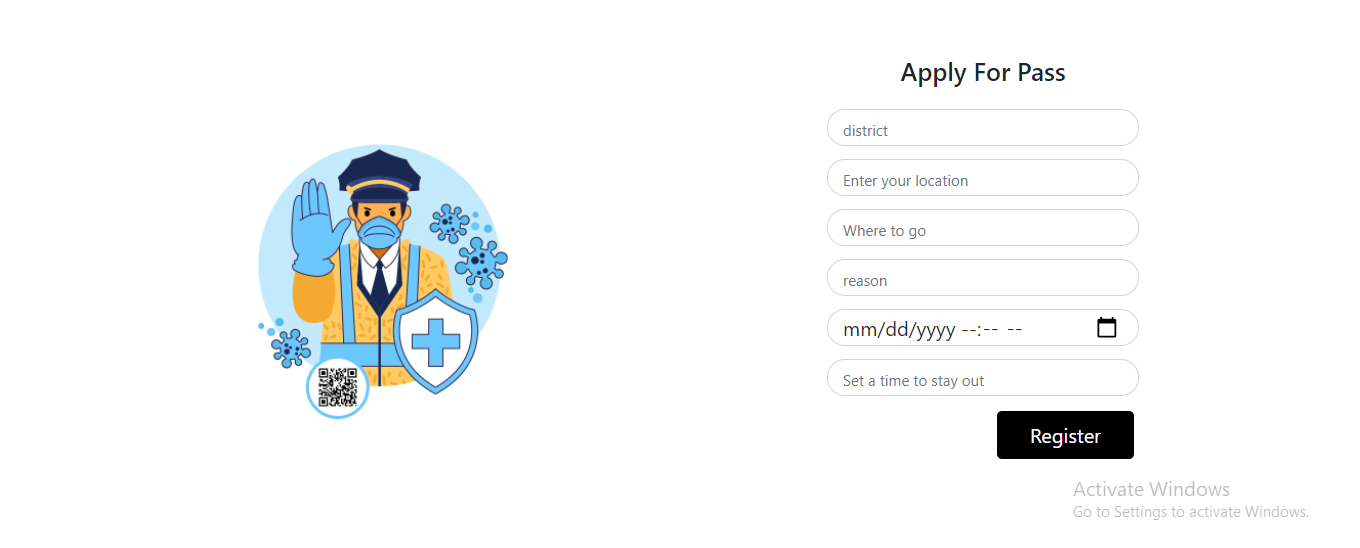 Apply For Pass
district
Enter your location
Where to go
reason
mm/dd/yyyy --:-- --
Set a time to stay out
Register
Activate Windows
Go to Settings to activate Windows.